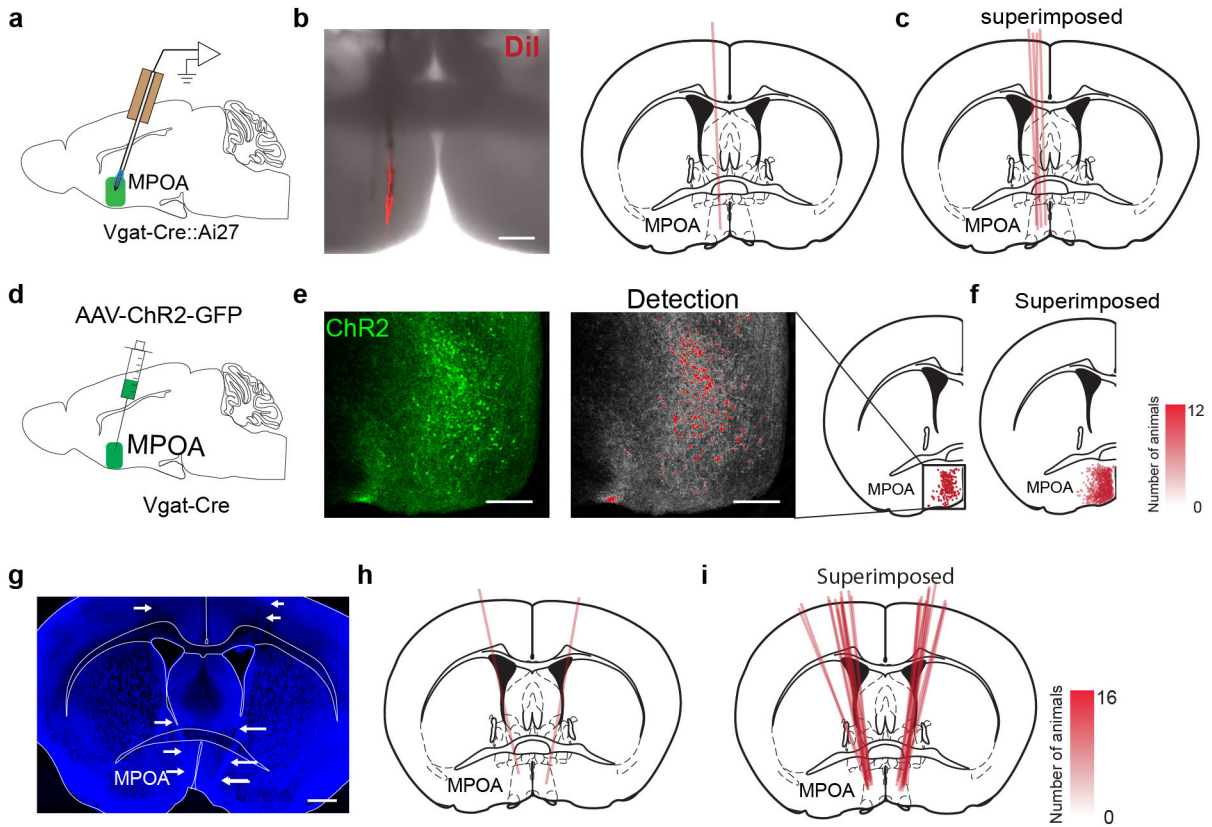 a
MPOA
Vgat-Cre::Ai27
b
DiI
MPOA
c
superimposed
MPOA
d
AAV-ChR2-GFP
MPOA
Vgat-Cre
e
ChR2
Detection
MPOA
f
Superimposed
MPOA
Number of animals
12
0
g
MPOA
h
MPOA
i
Superimposed
MPOA
Number of animals
16
0